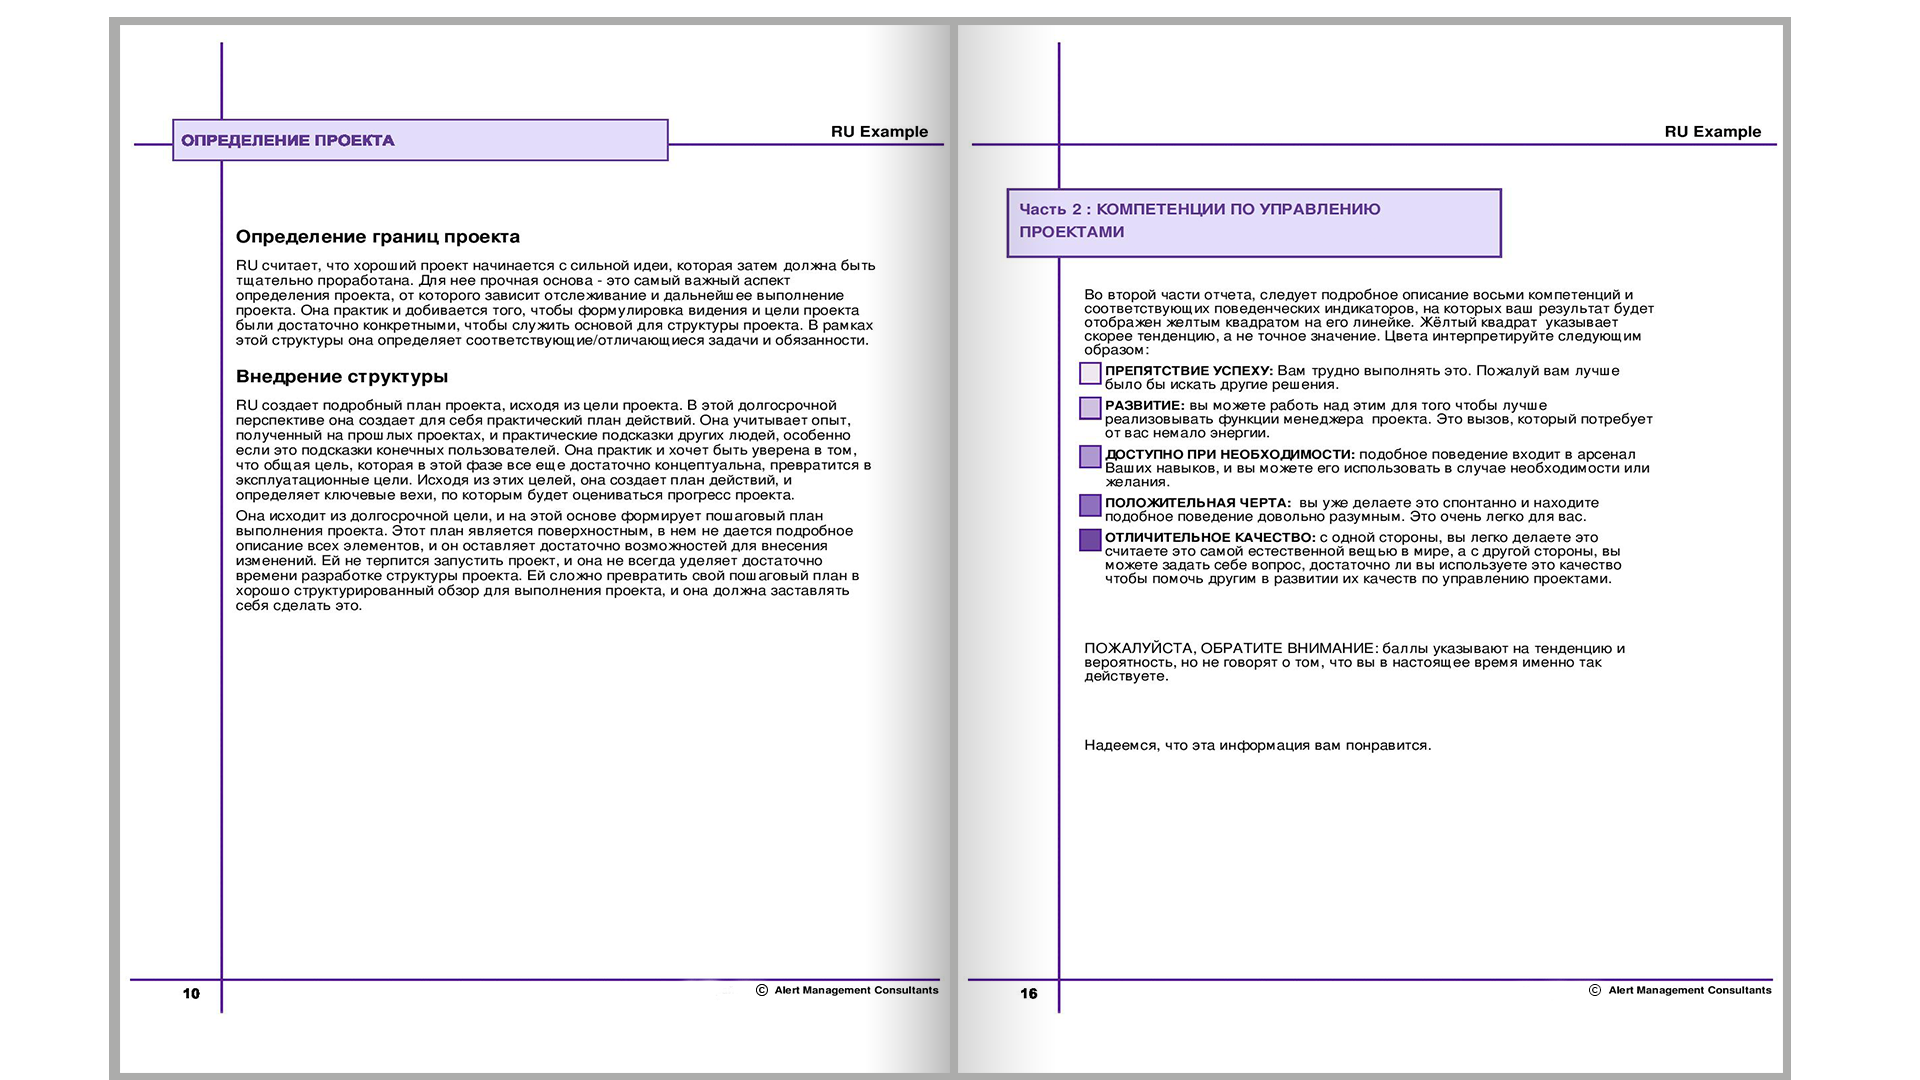 RU Example
ОПРЕДЕЛЕНИЕ ПРОЕКТА
Определение границ проекта
RU считает, что хороший проект начинается с сильной идеи, которая затем должна быть
тщательно проработана. Для нее прочная основа - это самый важный аспект
определения проекта, от которого зависит отслеживание и дальнейшее выполнение
проекта. Она практик и добивается того, чтобы формулировка видения и цели проекта
были достаточно конкретными, чтобы служить основой для структуры проекта. В рамках
этой структуры она определяет соответствующие/отличающиеся задачи и обязанности.
Внедрение структуры
RU создает подробный план проекта, исходя из цели проекта. В этой долгосрочной
перспективе она создает для себя практический план действий. Она учитывает опыт,
полученный на прошлых проектах, и практические подсказки других людей, особенно
если это подсказки конечных пользователей. Она практик и хочет быть уверена в том,
что общая цель, которая в этой фазе все еще достаточно концептуальна, превратится в
эксплуатационные цели. Исходя из этих целей, она создает план действий, и
определяет ключевые вехи, по которым будет оцениваться прогресс проекта.
Она исходит из долгосрочной цели, и на этой основе формирует пошаговый план
выполнения проекта. Этот план является поверхностным, в нем не дается подробное
описание всех элементов, и он оставляет достаточно возможностей для внесения
изменений. Ей не терпится запустить проект, и она не всегда уделяет достаточно
времени разработке структуры проекта. Ей сложно превратить свой пошаговый план в
хорошо структурированный обзор для выполнения проекта, и она должна заставлять
себя сделать это.
10
© Alert Management Consultants
RU Example
Часть 2 : КОМПЕТЕНЦИИ ПО УПРАВЛЕНИЮ
ПРОЕКТАМИ
Во второй части отчета, следует подробное описание восьми компетенций и
соответствующих поведенческих индикаторов, на которых ваш результат будет
отображен желтым квадратом на его линейке. Жёлтый квадрат указывает
скорее тенденцию, а не точное значение. Цвета интерпретируйте следующим
образом:
ПРЕПЯТСТВИЕ УСПЕХУ: Вам трудно выполнять это. Пожалуй вам лучше
было бы искать другие решения.
РАЗВИТИЕ: вы можете работь над этим для того чтобы лучше
реализовывать функции менеджера проекта. Это вызов, который потребует
от вас немало энергии.
ДОСТУПНО ПРИ НЕОБХОДИМОСТИ: подобное поведение входит в арсенал
Ваших навыков, и вы можете его использовать в случае необходимости или
желания.
ПОЛОЖИТЕЛЬНАЯ ЧЕРТА: вы уже делаете это спонтанно и находите
подобное поведение довольно разумным. Это очень легко для вас.
ОТЛИЧИТЕЛЬНОЕ КАЧЕСТВО: с одной стороны, вы легко делаете это
считаете это самой естественной вещью в мире, а с другой стороны, вы
можете задать себе вопрос, достаточно ли вы используете это качество
чтобы помочь другим в развитии их качеств по управлению проектами.
ПОЖАЛУЙСТА, ОБРАТИТЕ ВНИМАНИЕ: баллы указывают на тенденцию и
вероятность, но не говорят о том, что вы в настоящее время именно так
действуете.
Надеемся, что эта информация вам понравится.
16
© Alert Management Consultants